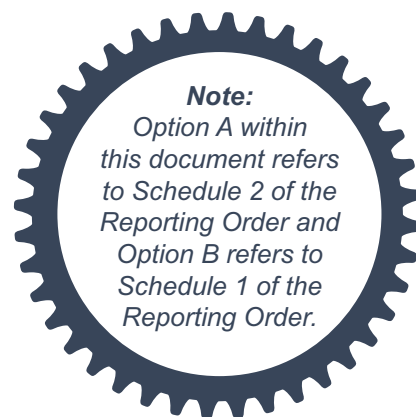 Note:
Option A within
this document refers
to Schedule 2 of the
Reporting Order and
Option B refers to
Schedule 1 of the
Reporting Order.